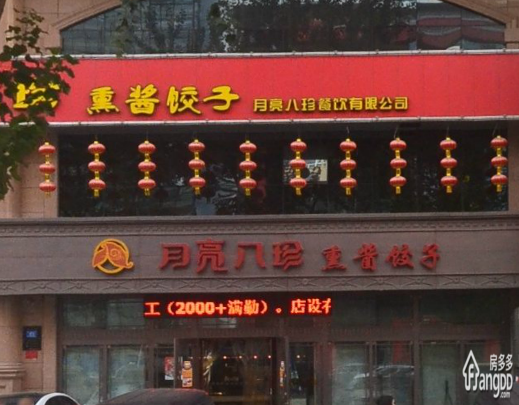 熏酱饺子 月亮八珍餐饮有限公司
月亮八珍 熏酱饺子
工（2000+满勤）。店设有
房多多
Fangdd
.com